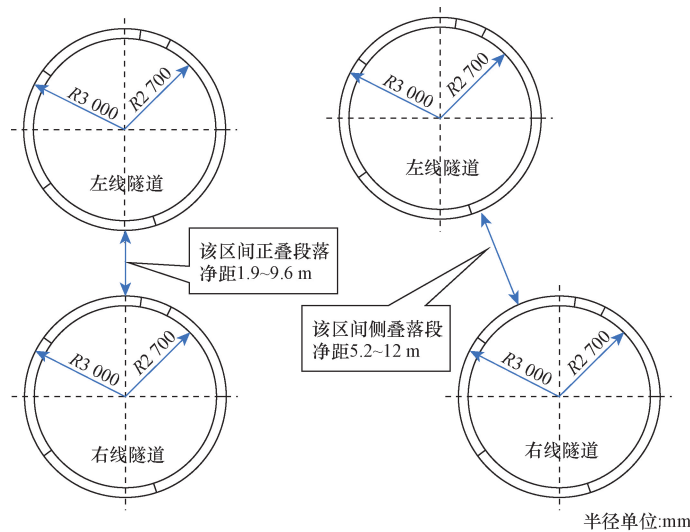 R3 000
R2 700
左线隧道
R3 000
R2 700
左线隧道
该区间正叠段落
净距1.9~9.6 m
该区间侧叠落段
净距5.2~12 m
R3 000
R2 700
右线隧道
R3 000
R2 700
右线隧道
半径单位:mm